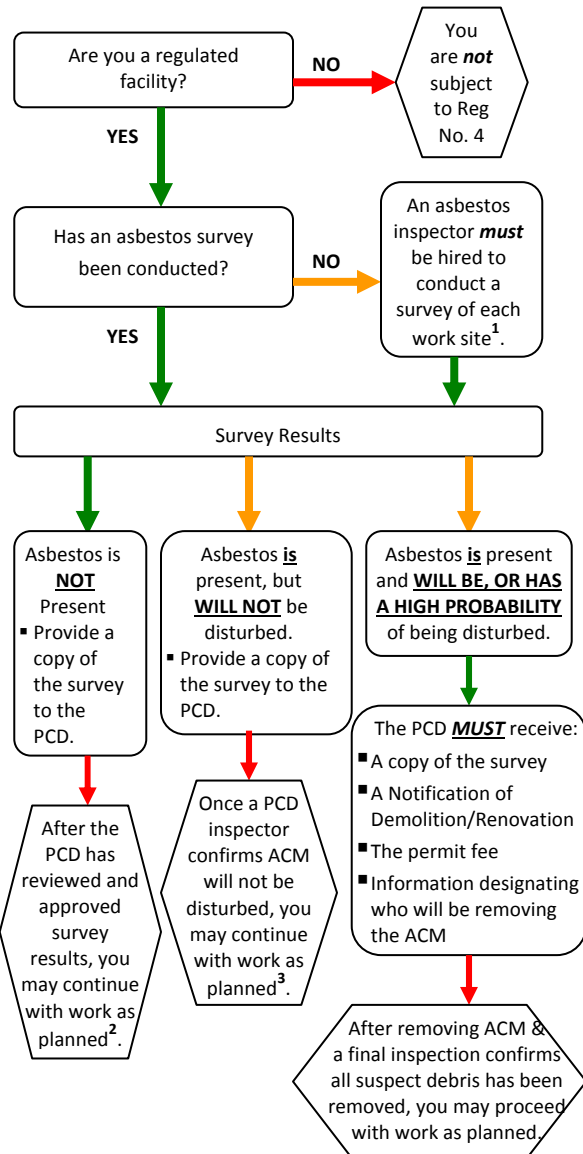 Are you a regulated
facility?
NO
You
are not
subject
to Reg
No. 4
YES
Has an asbestos survey
been conducted?
NO
An asbestos
inspector must
be hired to
conduct a
survey of each
work site1.
YES
Survey Results
Asbestos is
NOT
Present
▪ Provide a
copy of
the survey
to the
PCD.
Asbestos is
present, but
WILL NOT be
disturbed.
▪ Provide a copy of
the survey to the
PCD.
Asbestos is present
and WILL BE, OR HAS
A HIGH PROBABILITY
of being disturbed.
After the
PCD has
reviewed and
approved
survey
results, you
may continue
with work as
planned2.
Once a PCD
inspector
confirms ACM
will not be
disturbed, you
may continue
with work as
planned3.
The PCD MUST receive:
▪ A copy of the survey
▪ A Notification of
Demolition/Renovation
▪ The permit fee
▪ Information designating
who will be removing
the ACM
After removing ACM &
a final inspection confirms
all suspect debris has been
removed, you may proceed
with work as planned.